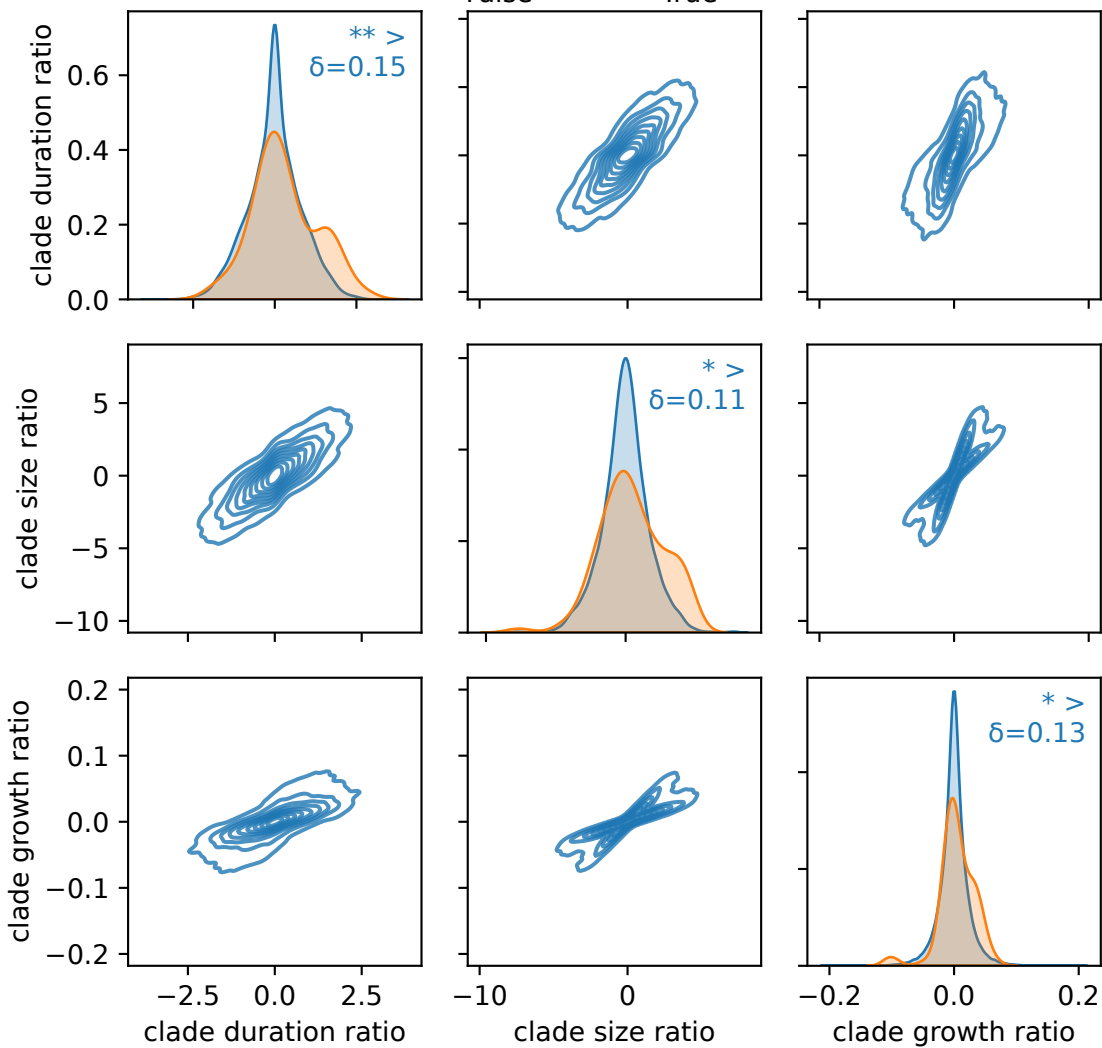 clade duration ratio
0.6
0.4
0.2
0.0
** >
δ=0.15
clade size ratio
5
0
−5
−10
* >
δ=0.11
clade growth ratio
0.2
0.1
0.0
−0.1
−0.2
* >
δ=0.13
−2.5 0.0 2.5
−10 0
−0.2 0.0 0.2
clade duration ratio
clade size ratio
clade growth ratio